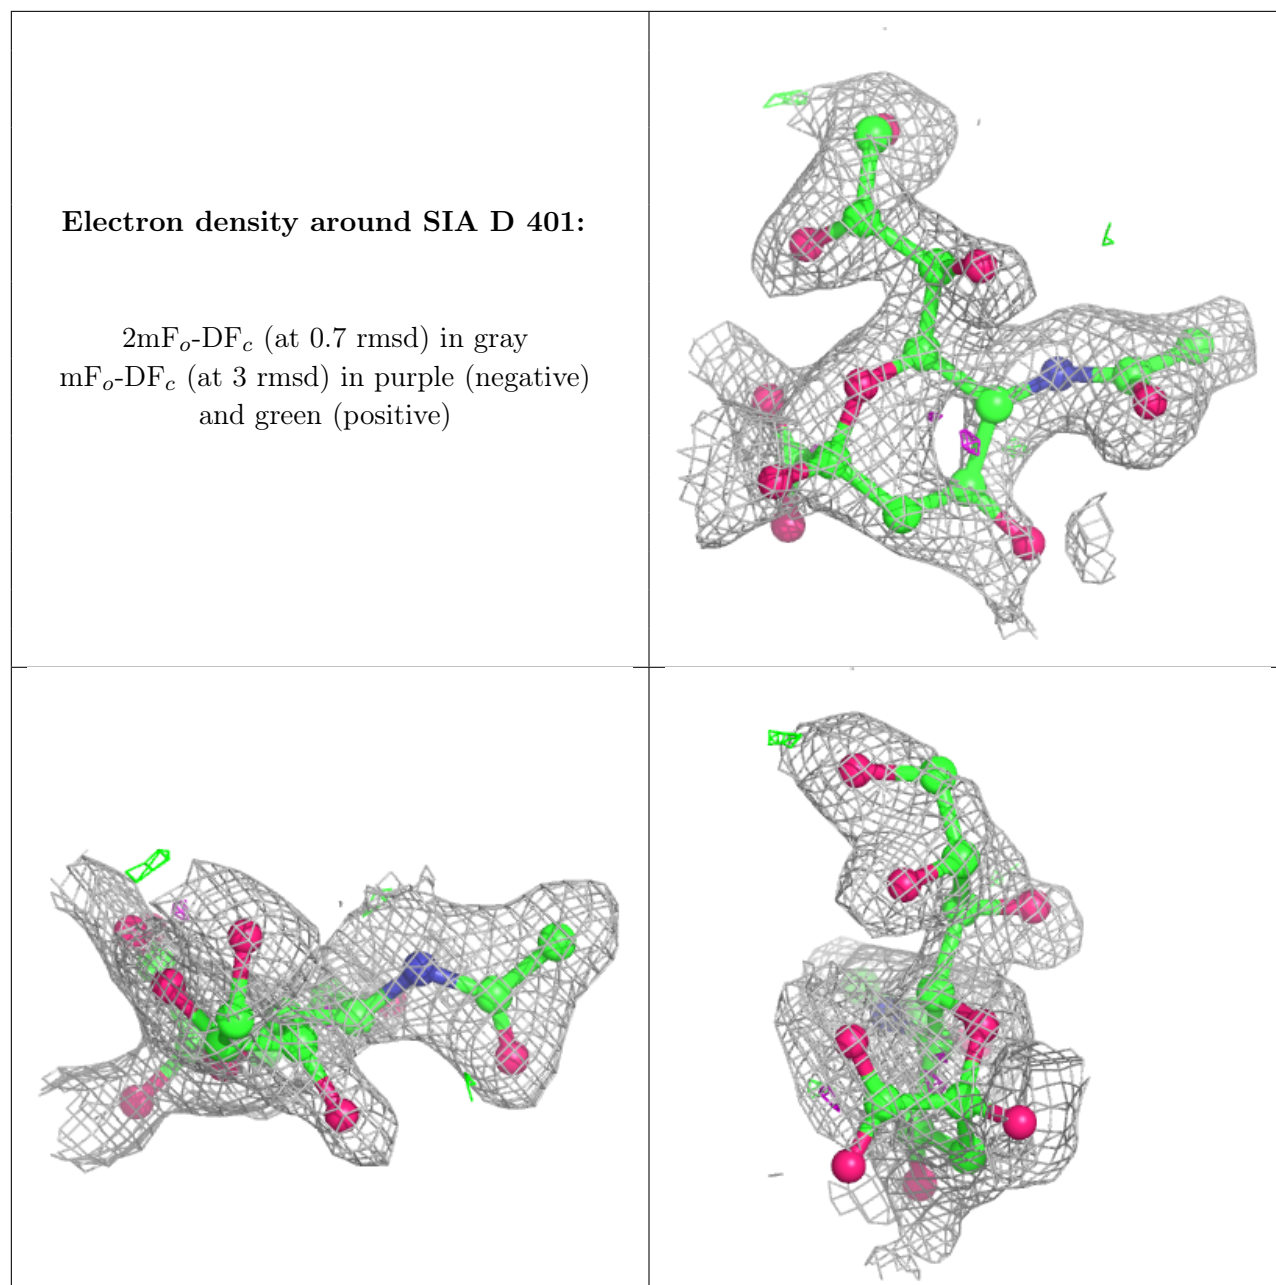 Electron density around SIA D 401:
2mFo-DFc (at 0.7 rmsd) in gray
mFo-DFc (at 3 rmsd) in purple (negative)
and green (positive)